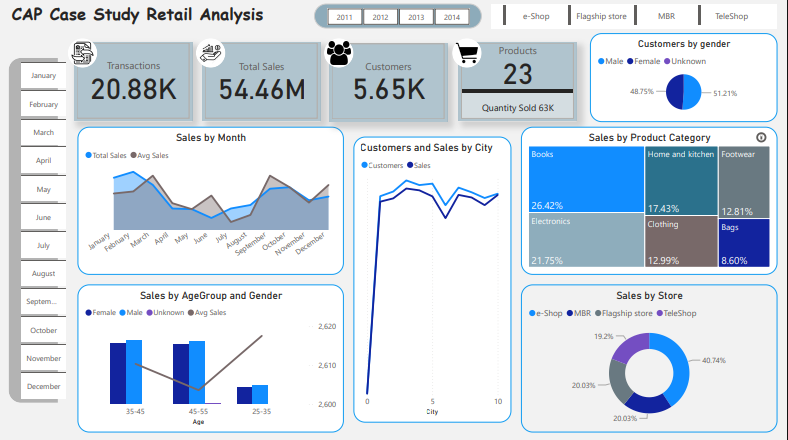 CAP Case Study Retail Analysis
2011 2012 2013 2014
e-Shop Flagship store MBR TeleShop
January
February
March
April
May
June
July
August
Septem...
October
November
December
Transactions
20.88K
Total Sales
54.46M
Customers
5.65K
Products
23
Quantity Sold 63K
Customers by gender
Male Female Unknown
48.75% 51.21%
Sales by Month
Total Sales Avg Sales
January February March April May June July August September October November December
Customers and Sales by City
Customers Sales
0 5 10
City
Sales by Product Category
Books
26.42%
Electronics
21.75%
Home and kitchen
17.43%
Clothing
12.99%
Footwear
12.81%
Bags
8.60%
Sales by AgeGroup and Gender
Female Male Unknown Avg Sales
2,620
2,610
2,600
35-45 45-55 25-35
Age
Sales by Store
e-Shop MBR Flagship store TeleShop
19.2%
40.74%
20.03%
20.03%